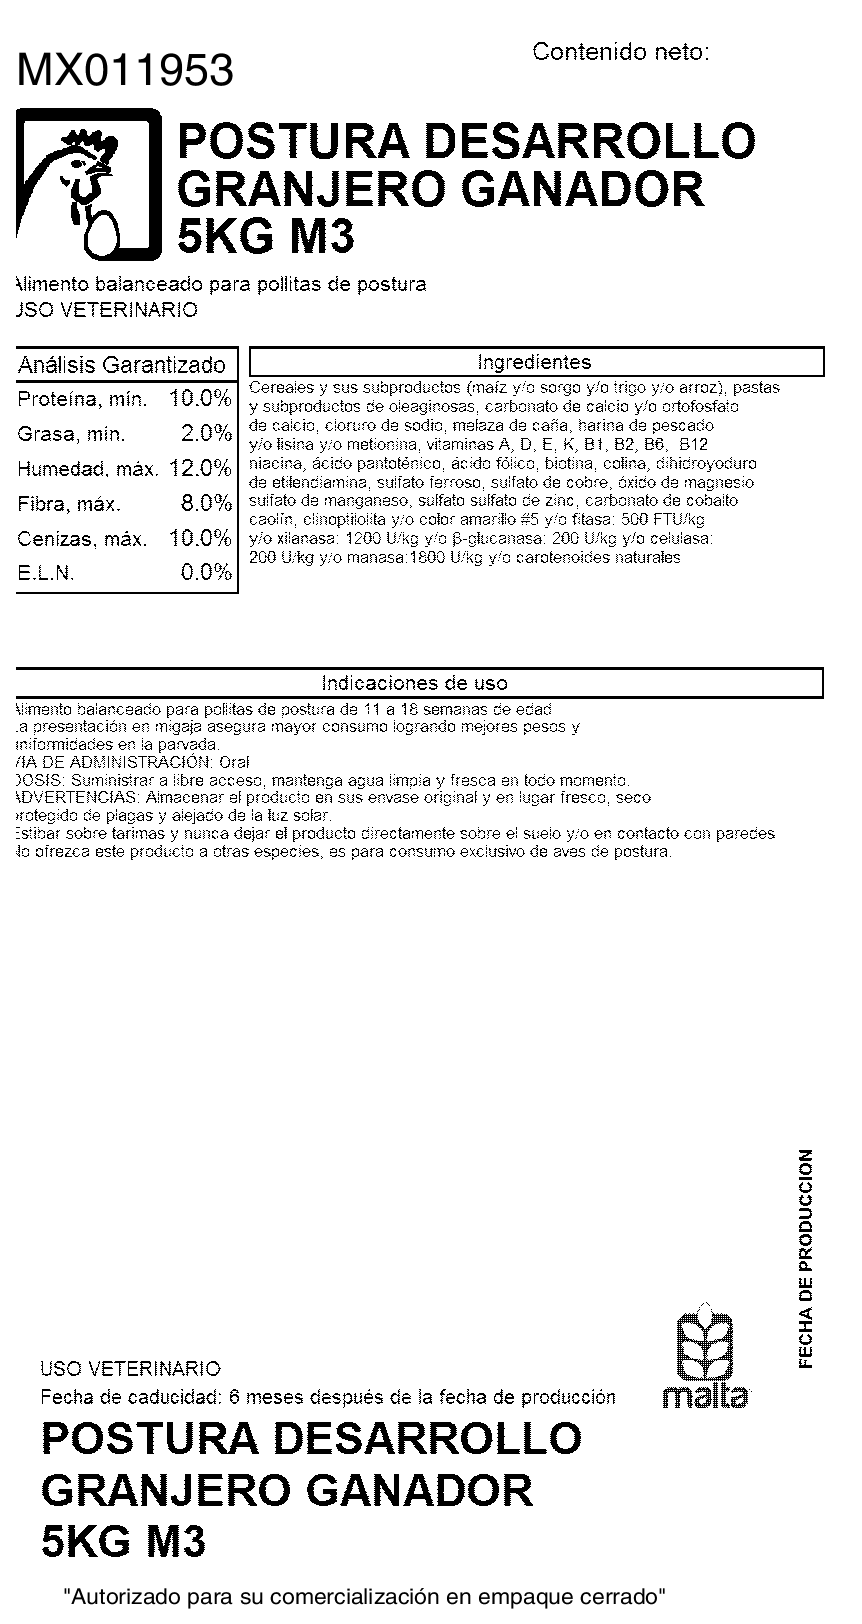 MX011953
Contenido neto:
POSTURA DESARROLLO
GRANJERO GANADOR
5KG M3
Alimento balanceado para pollitas de postura
USO VETERINARIO
Análisis Garantizado
Proteína, mín. 10.0%
Grasa, mín. 2.0%
Humedad, máx. 12.0%
Fibra, máx. 8.0%
Cenizas, máx. 10.0%
E.L.N. 0.0%
Ingredientes
Cereales y sus subproductos (maíz y/o sorgo y/o trigo y/o arroz), pastas
y subproductos de oleaginosas, carbonato de calcio y/o ortofosfato
de calcio, cloruro de sodio, melaza de caña, harina de pescado
y/o lisina y/o metionina, vitaminas A, D, E, K, B1, B2, B6, B12
niacina, ácido pantoténico, ácido fólico, biotina, colina, dihidroyoduro
de etilendiamina, sulfato ferroso, sulfato de cobre, óxido de magnesio
sulfato de manganeso, sulfato sulfato de zinc, carbonato de cobalto
caolín, clinoptilolita y/o color amarillo #5 y/o fitasa: 500 FTU/kg
y/o xilanasa: 1200 U/kg y/o β-glucanasa: 200 U/kg y/o celulasa:
200 U/kg y/o manasa:1800 U/kg y/o carotenoides naturales
Indicaciones de uso
Alimento balanceado para pollitas de postura de 11 a 18 semanas de edad
La presentación en migaja asegura mayor consumo logrando mejores pesos y
uniformidades en la parvada.
VIA DE ADMINISTRACIÓN: Oral
DOSIS: Suministrar a libre acceso, mantenga agua limpia y fresca en todo momento.
ADVERTENCIAS: Almacenar el producto en sus envase original y en lugar fresco, seco
protegido de plagas y alejado de la luz solar.
Estibar sobre tarimas y nunca dejar el producto directamente sobre el suelo y/o en contacto con paredes
No ofrezca este producto a otras especies, es para consumo exclusivo de aves de postura.
FECHA DE PRODUCCION
malta
USO VETERINARIO
Fecha de caducidad: 6 meses después de la fecha de producción
POSTURA DESARROLLO
GRANJERO GANADOR
5KG M3
"Autorizado para su comercialización en empaque cerrado"